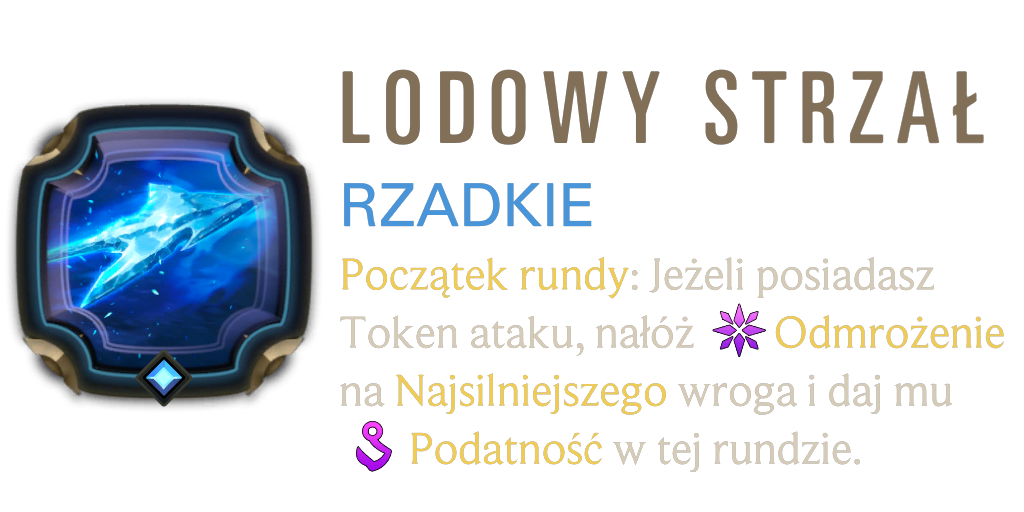 LODOWY STRZAŁ
RZADKIE
Początek rundy: Jeżeli posiadasz
Token ataku, nałóż Odmrożenie
na Najsilniejszego wroga i daj mu
Podatność w tej rundzie.